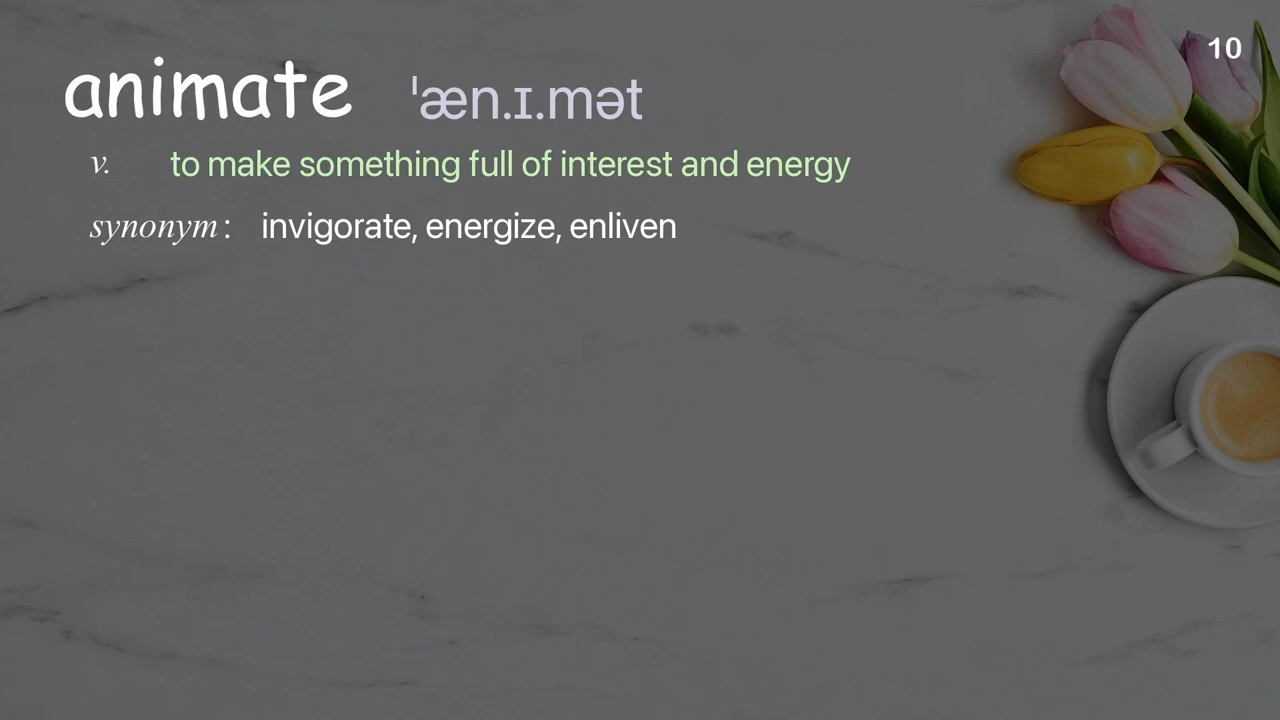 10
animate ˈæn.ɪ.mət
v. to make something full of interest and energy
synonym: invigorate, energize, enliven